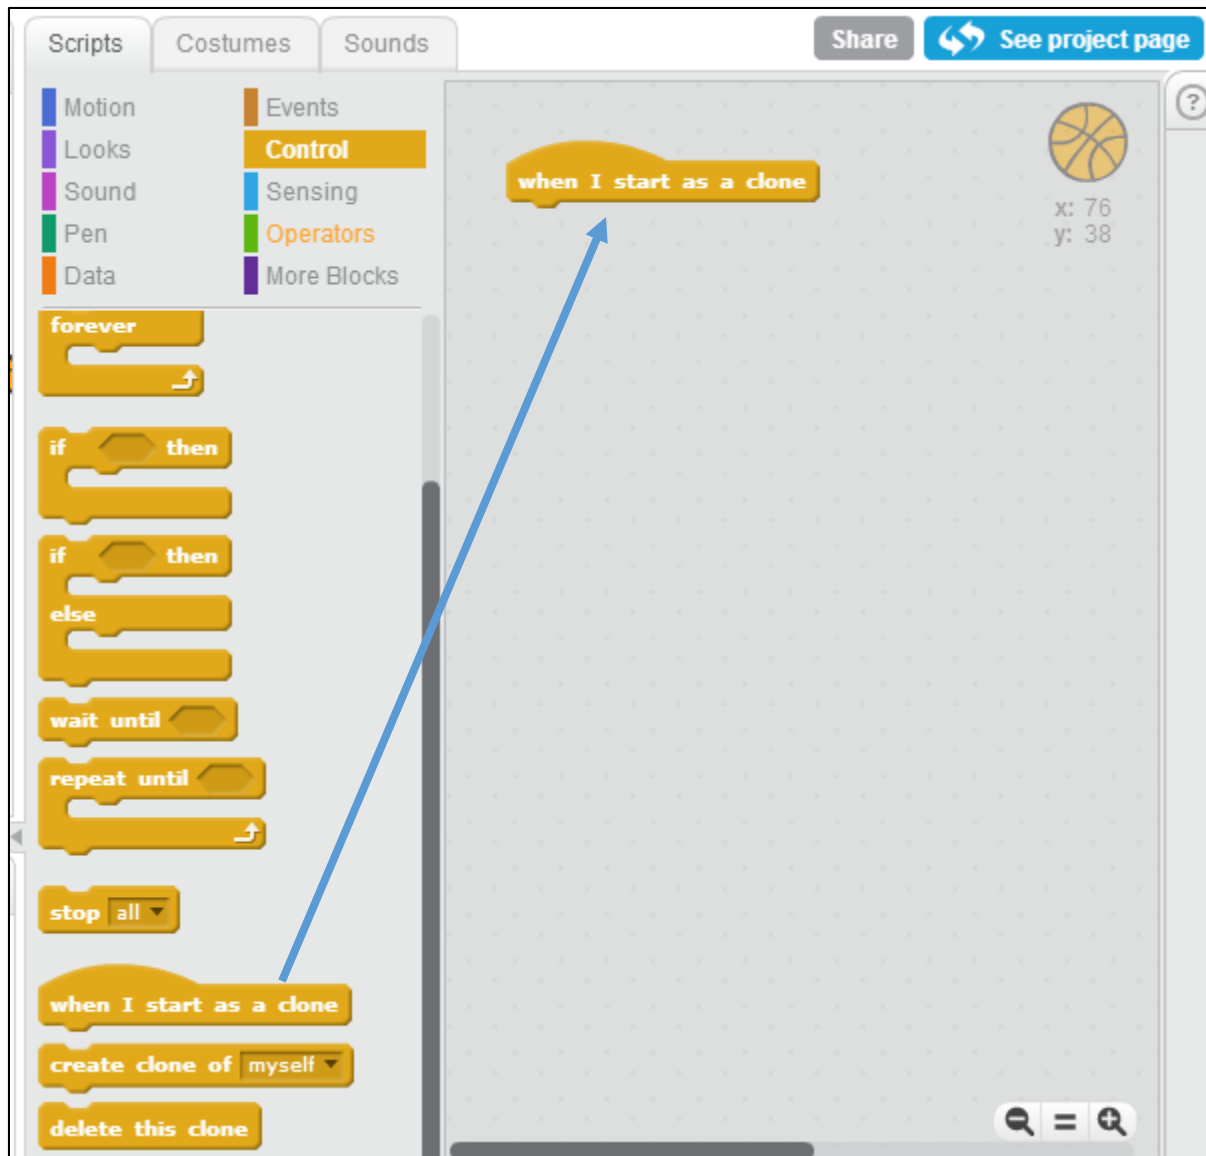 Scripts Costumes Sounds Share See project page
Motion Events
Looks Control
Sound Sensing
Pen Operators
Data More Blocks
forever
if then
if then
else
wait until
repeat until
stop all
when I start as a clone
create clone of myself
delete this clone
when I start as a clone
x: 76
y: 38
?
=